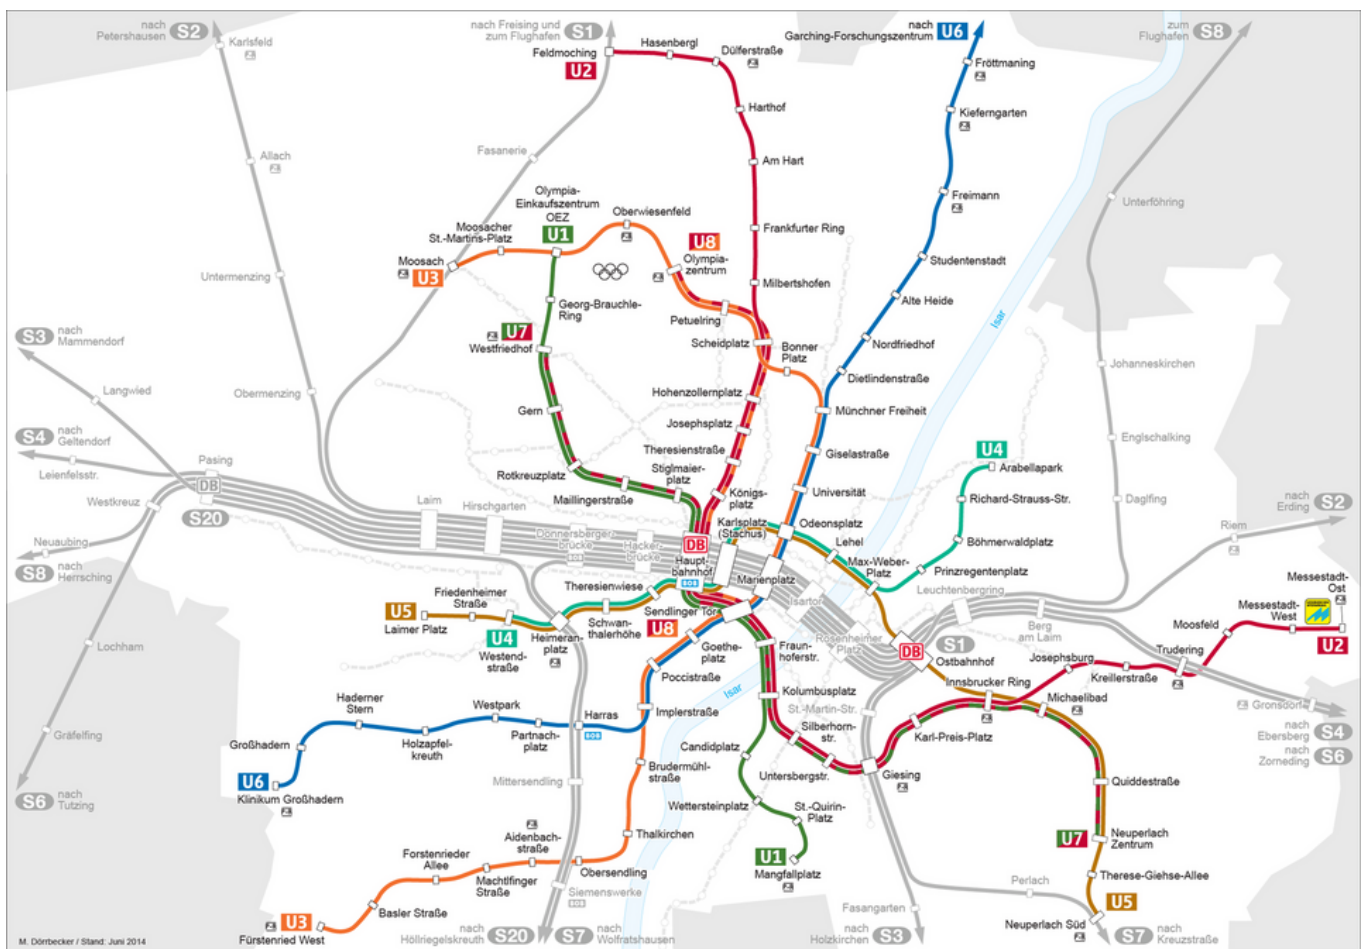 nach
Petershausen
S2
Karlsfeld
nach Freising und
zum Flughafen
S1
Feldmoching
U2
Hasenbergl
Dülferstraße
nach
Garching-Forschungszentrum
U6
zum
Flughafen
S8
Fröttmaning
Harthof
Kieferngarten
Allach
Fasanerie
Am Hart
Freimann
Unterföhring
Olympia-
Einkaufszentrum
OEZ
U1
Oberwiesenfeld
Moosacher
St.-Martins-Platz
Frankfurter Ring
U8
Olympia-
zentrum
Moosach
U3
Studentenstadt
Untermenzing
Milbertshofen
Alte Heide
Georg-Brauchle-
Ring
Petuelring
Isar
S3
nach
Mammendorf
U7
Westfriedhof
Scheidplatz
Bonner
Platz
Nordfriedhof
Johanneskirchen
Dietlindenstraße
Langwied
Obermenzing
Hohenzollernplatz
Gern
Münchner Freiheit
Josephsplatz
S4
nach
Geltendorf
Englschalking
Theresienstraße
Giselastraße
U4
Arabellapark
Pasing
Leienfelsstr.
Rotkreuzplatz
Stiglmaier-
platz
DB
Universität
Richard-Strauss-Str.
Daglfing
S2
nach
Erding
Westkreuz
Laim
Hirschgarten
Maillingerstraße
Königs-
platz
S20
Karlsplatz
(Stachus)
Odeonsplatz
Riem
Donnersberger-
brücke
Hacker-
brücke
DB
Lehel
Böhmerwaldplatz
Neuaubing
Haupt-
bahnhof
BOB
Max-Weber-
Platz
Prinzregentenplatz
S8
nach
Herrsching
Marienplatz
Leuchtenbergring
Messestadt-
Ost
Friedenheimer
Straße
Theresienwiese
Isartor
Messestadt-
West
U5
Laimer Platz
Schwan-
thalerhöhe
Sendlinger Tor
U8
Berg
am Laim
Moosfeld
U2
U4
Westend-
straße
Heimeran-
platz
Goethe-
platz
Fraun-
hoferstr.
Rosenheimer
Platz
DB
S1
Ostbahnhof
Trudering
Lochham
Josephsburg
Kreillerstraße
Poccistraße
Innsbrucker Ring
Haderner
Stern
Westpark
Isar
Kolumbusplatz
Michaelibad
Gronsdorf
S4
nach
Ebersberg
Harras
BOB
Implerstraße
St.-Martin-Str.
Gräfelfing
Großhadern
Holzapfel-
kreuth
Partnach-
platz
Silberhorn-
str.
Karl-Preis-Platz
nach
Zorneding
S6
Candidplatz
U6
Klinikum Großhadern
Mittersendling
Brudermühl-
straße
Untersbergstr.
Giesing
Quiddestraße
S6
nach
Tutzing
Wettersteinplatz
St.-Quirin-
Platz
Aidenbach-
straße
Thalkirchen
U7
Neuperlach
Zentrum
U1
Mangfallplatz
Forstenrieder
Allee
Machtlfinger
Straße
Obersendling
Therese-Giehse-Allee
Siemenswerke
BOB
Perlach
U5
Basler Straße
Fasangarten
U3
Fürstenried West
Neuperlach Süd
M. Dörrbecker / Stand: Juni 2014
nach
Höllriegelskreuth
S20
S7
nach
Wolfratshausen
nach
Holzkirchen
S3
S7
nach
Kreuzstraße